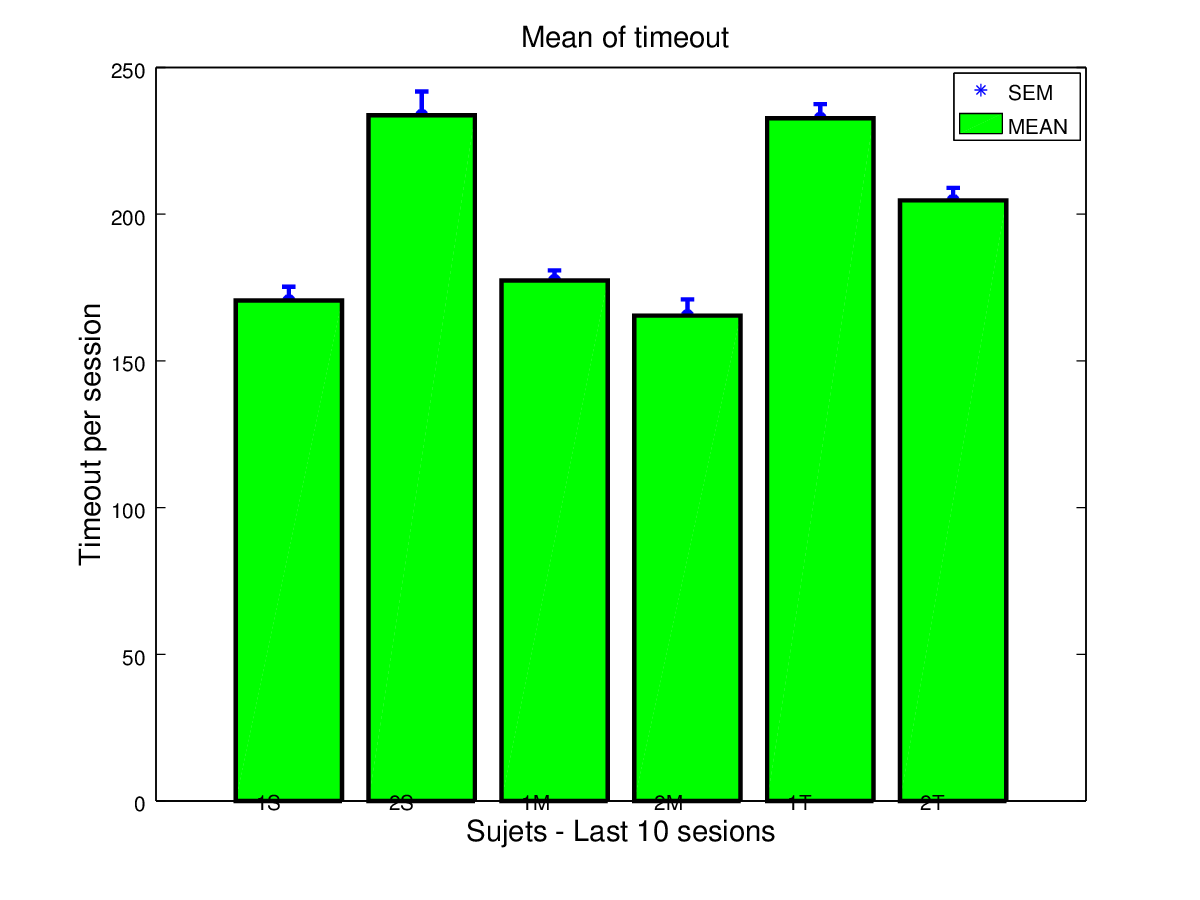 Mean of timeout
SEM
MEAN
250
200
150
100
50
0
Timeout per session
1S 2S 1M 2M 1T 2T
Sujets - Last 10 sesions